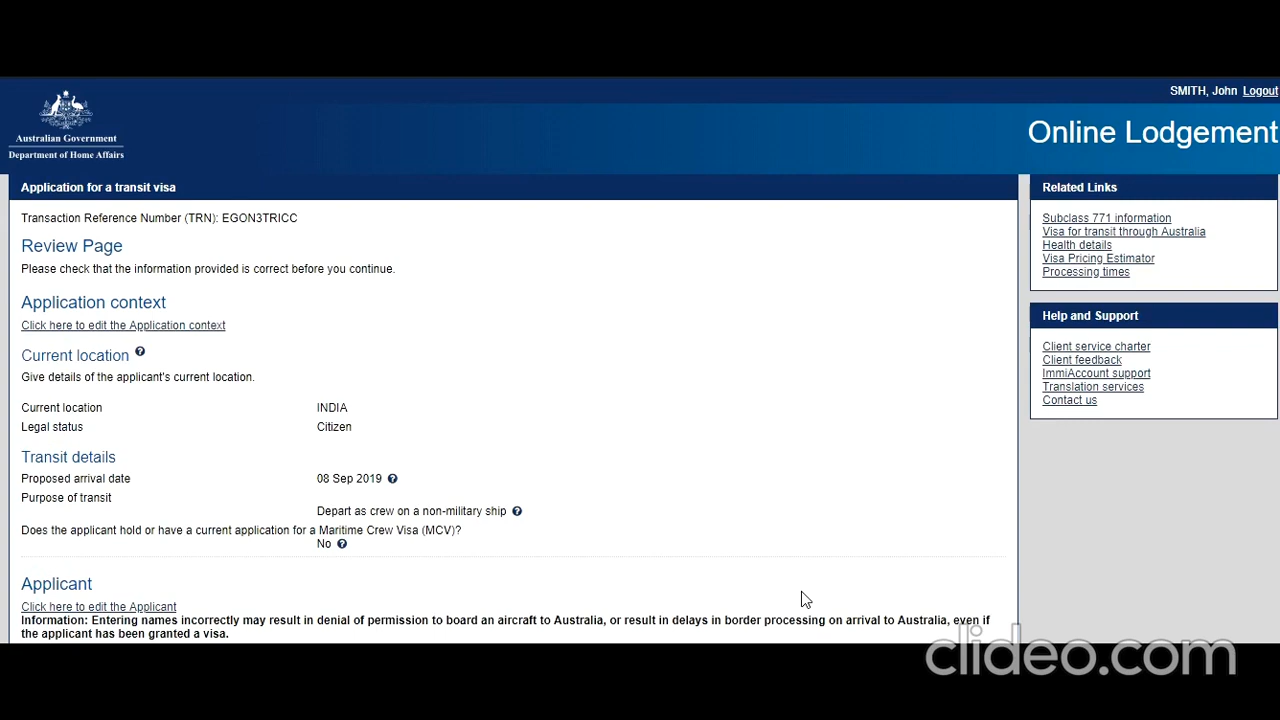 SMITH, John Logout
Australian Government
Department of Home Affairs
Online Lodgement
Application for a transit visa
Transaction Reference Number (TRN): EGON3TRICC
Review Page
Please check that the information provided is correct before you continue.
Application context
Click here to edit the Application context
Current location
Give details of the applicant's current location.
Current location INDIA
Legal status Citizen
Transit details
Proposed arrival date 08 Sep 2019
Purpose of transit
Depart as crew on a non-military ship
Does the applicant hold or have a current application for a Maritime Crew Visa (MCV)?
No
Applicant
Click here to edit the Applicant
Information: Entering names incorrectly may result in denial of permission to board an aircraft to Australia, or result in delays in border processing on arrival to Australia, even if
the applicant has been granted a visa.
Related Links
Subclass 771 information
Visa for transit through Australia
Health details
Visa Pricing Estimator
Processing times
Help and Support
Client service charter
Client feedback
ImmiAccount support
Translation services
Contact us
clideo.com